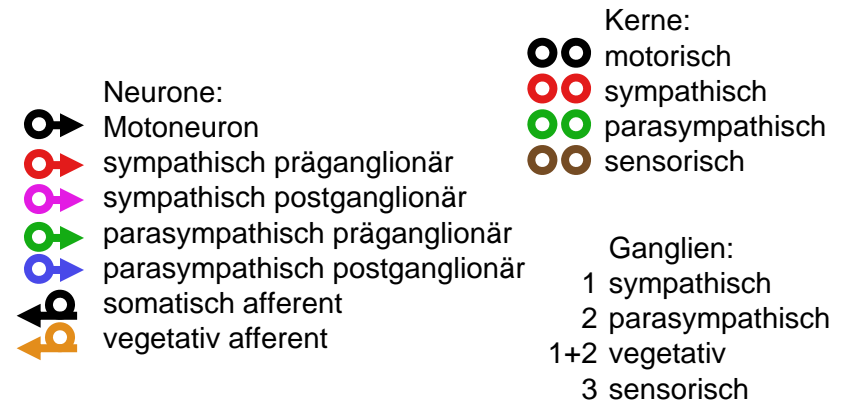 Neurone:
Motoneuron
sympathisch präganglionär
sympathisch postganglionär
parasympathisch präganglionär
parasympathisch postganglionär
somatisch afferent
vegetativ afferent
Kerne:
motorisch
sympathisch
parasympathisch
sensorisch
Ganglien:
1 sympathisch
2 parasympathisch
1+2 vegetativ
3 sensorisch